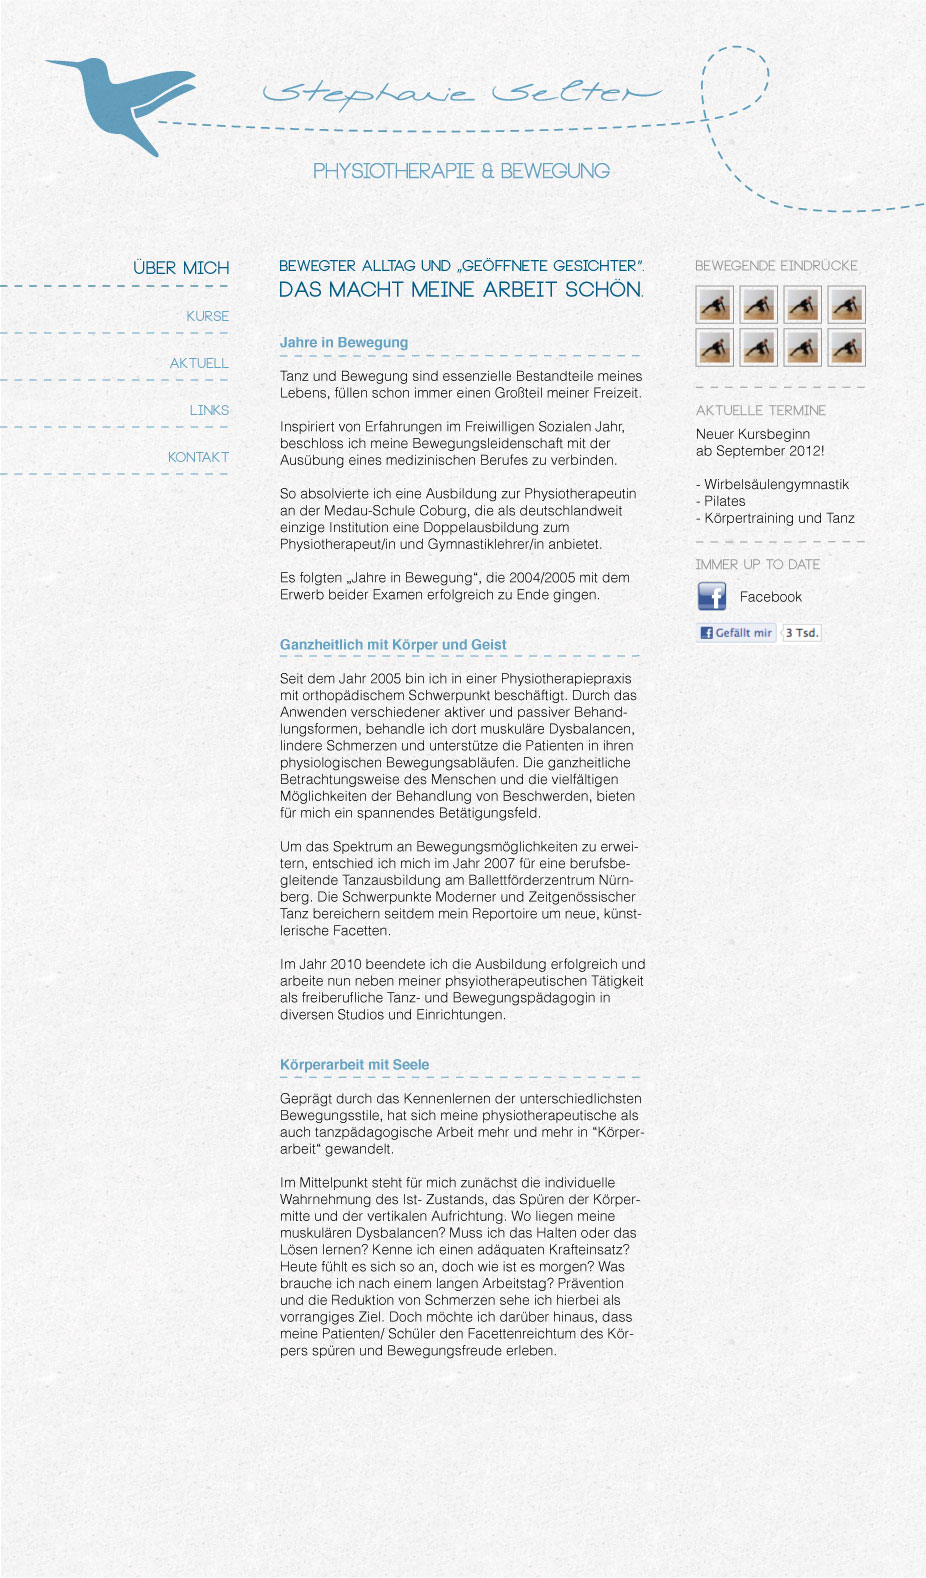 Stephanie Selter
PHYSIOTHERAPIE & BEWEGUNG
ÜBER MICH
KURSE
AKTUELL
LINKS
KONTAKT
BEWEGTER ALLTAG UND „GEÖFFNETE GESICHTER“.
DAS MACHT MEINE ARBEIT SCHÖN.
Jahre in Bewegung
Tanz und Bewegung sind essenzielle Bestandteile meines
Lebens, füllen schon immer einen Großteil meiner Freizeit.
Inspiriert von Erfahrungen im Freiwilligen Sozialen Jahr,
beschloss ich meine Bewegungsleidenschaft mit der
Ausübung eines medizinischen Berufes zu verbinden.
So absolvierte ich eine Ausbildung zur Physiotherapeutin
an der Medau-Schule Coburg, die als deutschlandweit
einzige Institution eine Doppelausbildung zum
Physiotherapeut/in und Gymnastiklehrer/in anbietet.
Es folgten „Jahre in Bewegung“, die 2004/2005 mit dem
Erwerb beider Examen erfolgreich zu Ende gingen.
Ganzheitlich mit Körper und Geist
Seit dem Jahr 2005 bin ich in einer Physiotherapiepraxis
mit orthopädischem Schwerpunkt beschäftigt. Durch das
Anwenden verschiedener aktiver und passiver Behand-
lungsformen, behandle ich dort muskuläre Dysbalancen,
lindere Schmerzen und unterstütze die Patienten in ihren
physiologischen Bewegungsabläufen. Die ganzheitliche
Betrachtungsweise des Menschen und die vielfältigen
Möglichkeiten der Behandlung von Beschwerden, bieten
für mich ein spannendes Betätigungsfeld.
Um das Spektrum an Bewegungsmöglichkeiten zu erwei-
tern, entschied ich mich im Jahr 2007 für eine berufsbe-
gleitende Tanzausbildung am Ballettförderzentrum Nürn-
berg. Die Schwerpunkte Moderner und Zeitgenössischer
Tanz bereichern seitdem mein Reportoire um neue, künst-
lerische Facetten.
Im Jahr 2010 beendete ich die Ausbildung erfolgreich und
arbeite nun neben meiner phsyiotherapeutischen Tätigkeit
als freiberufliche Tanz- und Bewegungspädagogin in
diversen Studios und Einrichtungen.
Körperarbeit mit Seele
Geprägt durch das Kennenlernen der unterschiedlichsten
Bewegungsstile, hat sich meine physiotherapeutische als
auch tanzpädagogische Arbeit mehr und mehr in “Körper-
arbeit“ gewandelt.
Im Mittelpunkt steht für mich zunächst die individuelle
Wahrnehmung des Ist- Zustands, das Spüren der Körper-
mitte und der vertikalen Aufrichtung. Wo liegen meine
muskulären Dysbalancen? Muss ich das Halten oder das
Lösen lernen? Kenne ich einen adäquaten Krafteinsatz?
Heute fühlt es sich so an, doch wie ist es morgen? Was
brauche ich nach einem langen Arbeitstag? Prävention
und die Reduktion von Schmerzen sehe ich hierbei als
vorrangiges Ziel. Doch möchte ich darüber hinaus, dass
meine Patienten/ Schüler den Facettenreichtum des Kör-
pers spüren und Bewegungsfreude erleben.
BEWEGENDE EINDRÜCKE
AKTUELLE TERMINE
Neuer Kursbeginn
ab September 2012!
- Wirbelsäulengymnastik
- Pilates
- Körpertraining und Tanz
IMMER UP TO DATE
Facebook
Gefällt mir 3 Tsd.